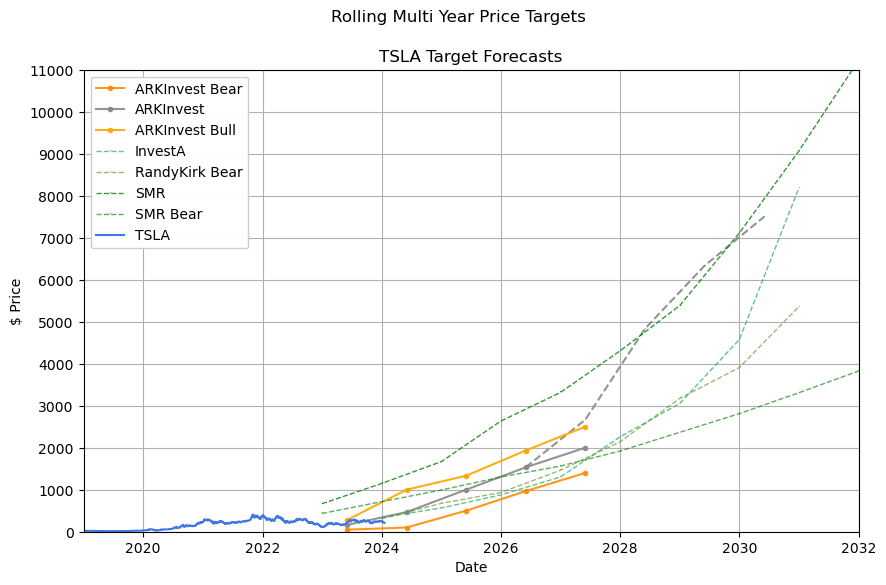 Rolling Multi Year Price Targets
TSLA Target Forecasts
11000
10000
9000
8000
7000
6000
5000
4000
3000
2000
1000
0
$ Price
ARKInvest Bear
ARKInvest
ARKInvest Bull
InvestA
RandyKirk Bear
SMR
SMR Bear
TSLA
2020 2022 2024 2026 2028 2030 2032
Date